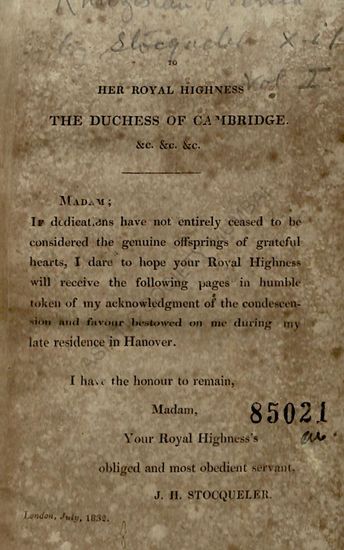 by Stocqueler
Vol I
TO
HER ROYAL HIGHNESS
THE DUCHESS OF CAMBRIDGE.
&c. &c. &c.
MADAM;
IF dedications have not entirely ceased to be
considered the genuine offsprings of grateful
hearts, I dare to hope your Royal Highness
will receive the following pages in humble
token of my acknowledgment of the condescen-
sion and favour bestowed on me during my
late residence in Hanover.
I have the honour to remain,
Madam,
85021
Your Royal Highness's
obliged and most obedient servant,
J. H. STOCQUELER.
London, July, 1832.